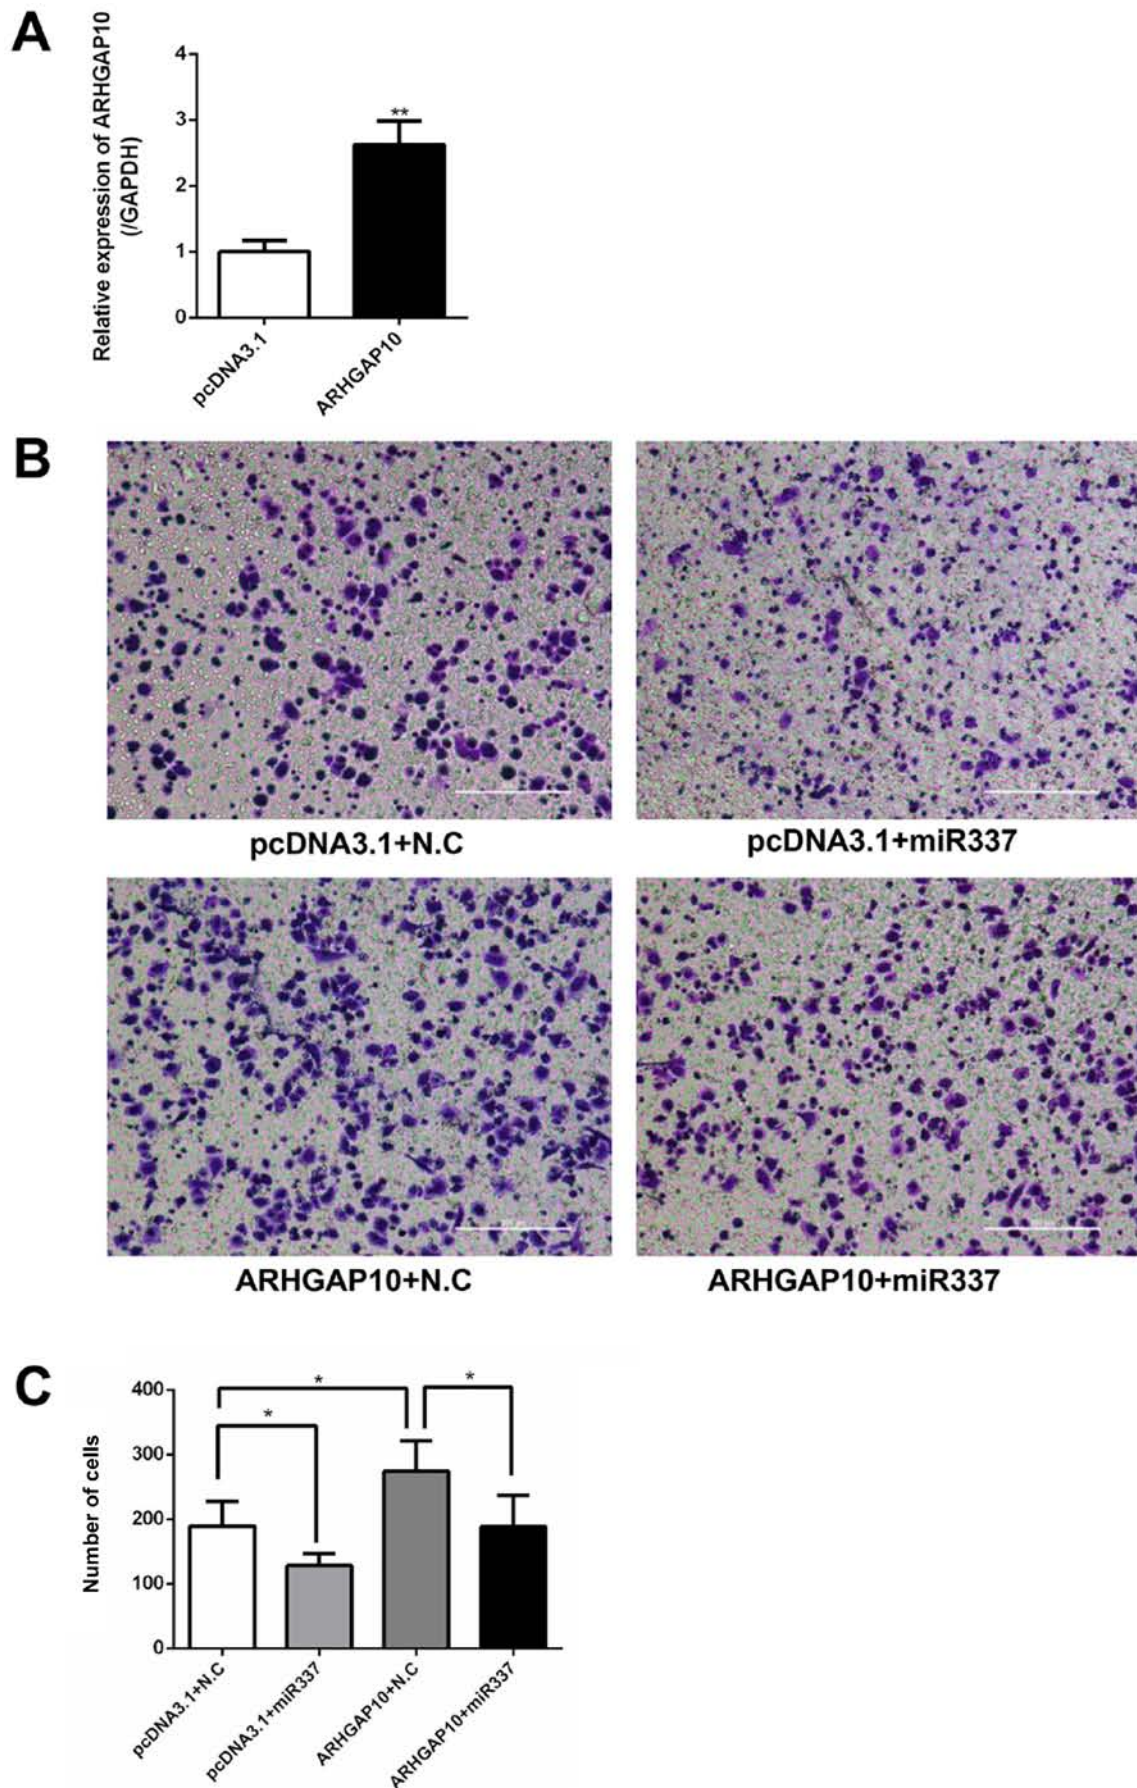 A
Relative expression of ARHGAP10
(/GAPDH)
4
3
2
1
0
**
pcDNA3.1
ARHGAP10
B
pcDNA3.1+N.C
pcDNA3.1+miR337
ARHGAP10+N.C
ARHGAP10+miR337
C
Number of cells
400
300
200
100
0
*
*
*
pcDNA3.1+N.C
pcDNA3.1+miR337
ARHGAP10+N.C
ARHGAP10+miR337